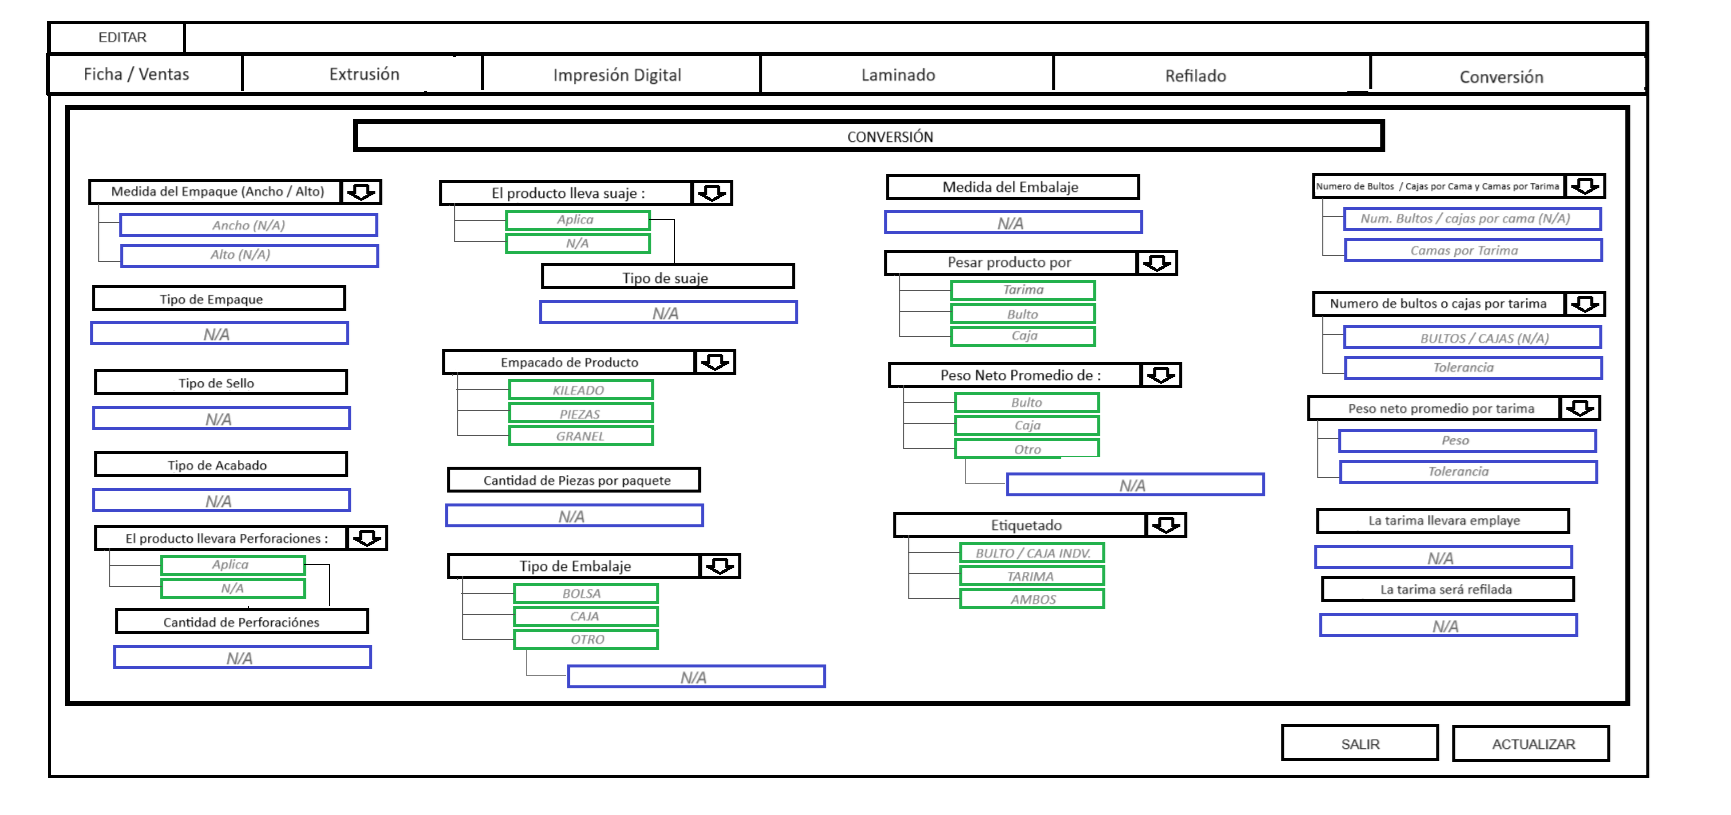 EDITAR
Ficha / Ventas
Extrusión
Impresión Digital
Laminado
Refilado
Conversión
CONVERSIÓN
Medida del Empaque (Ancho / Alto)
Ancho (N/A)
Alto (N/A)
Tipo de Empaque
N/A
Tipo de Sello
N/A
Tipo de Acabado
N/A
El producto llevara Perforaciones :
Aplica
N/A
Cantidad de Perforaciónes
N/A
El producto lleva suaje :
Aplica
N/A
Tipo de suaje
N/A
Empacado de Producto
KILEADO
PIEZAS
GRANEL
Cantidad de Piezas por paquete
N/A
Tipo de Embalaje
BOLSA
CAJA
OTRO
N/A
Medida del Embalaje
N/A
Pesar producto por
Tarima
Bulto
Caja
Peso Neto Promedio de :
Bulto
Caja
Otro
N/A
Etiquetado
BULTO / CAJA INDV.
TARIMA
AMBOS
Numero de Bultos / Cajas por Cama y Camas por Tarima
Num. Bultos / cajas por cama (N/A)
Camas por Tarima
Numero de bultos o cajas por tarima
BULTOS / CAJAS (N/A)
Tolerancia
Peso neto promedio por tarima
Peso
Tolerancia
La tarima llevara emplaye
N/A
La tarima será refilada
N/A
SALIR
ACTUALIZAR